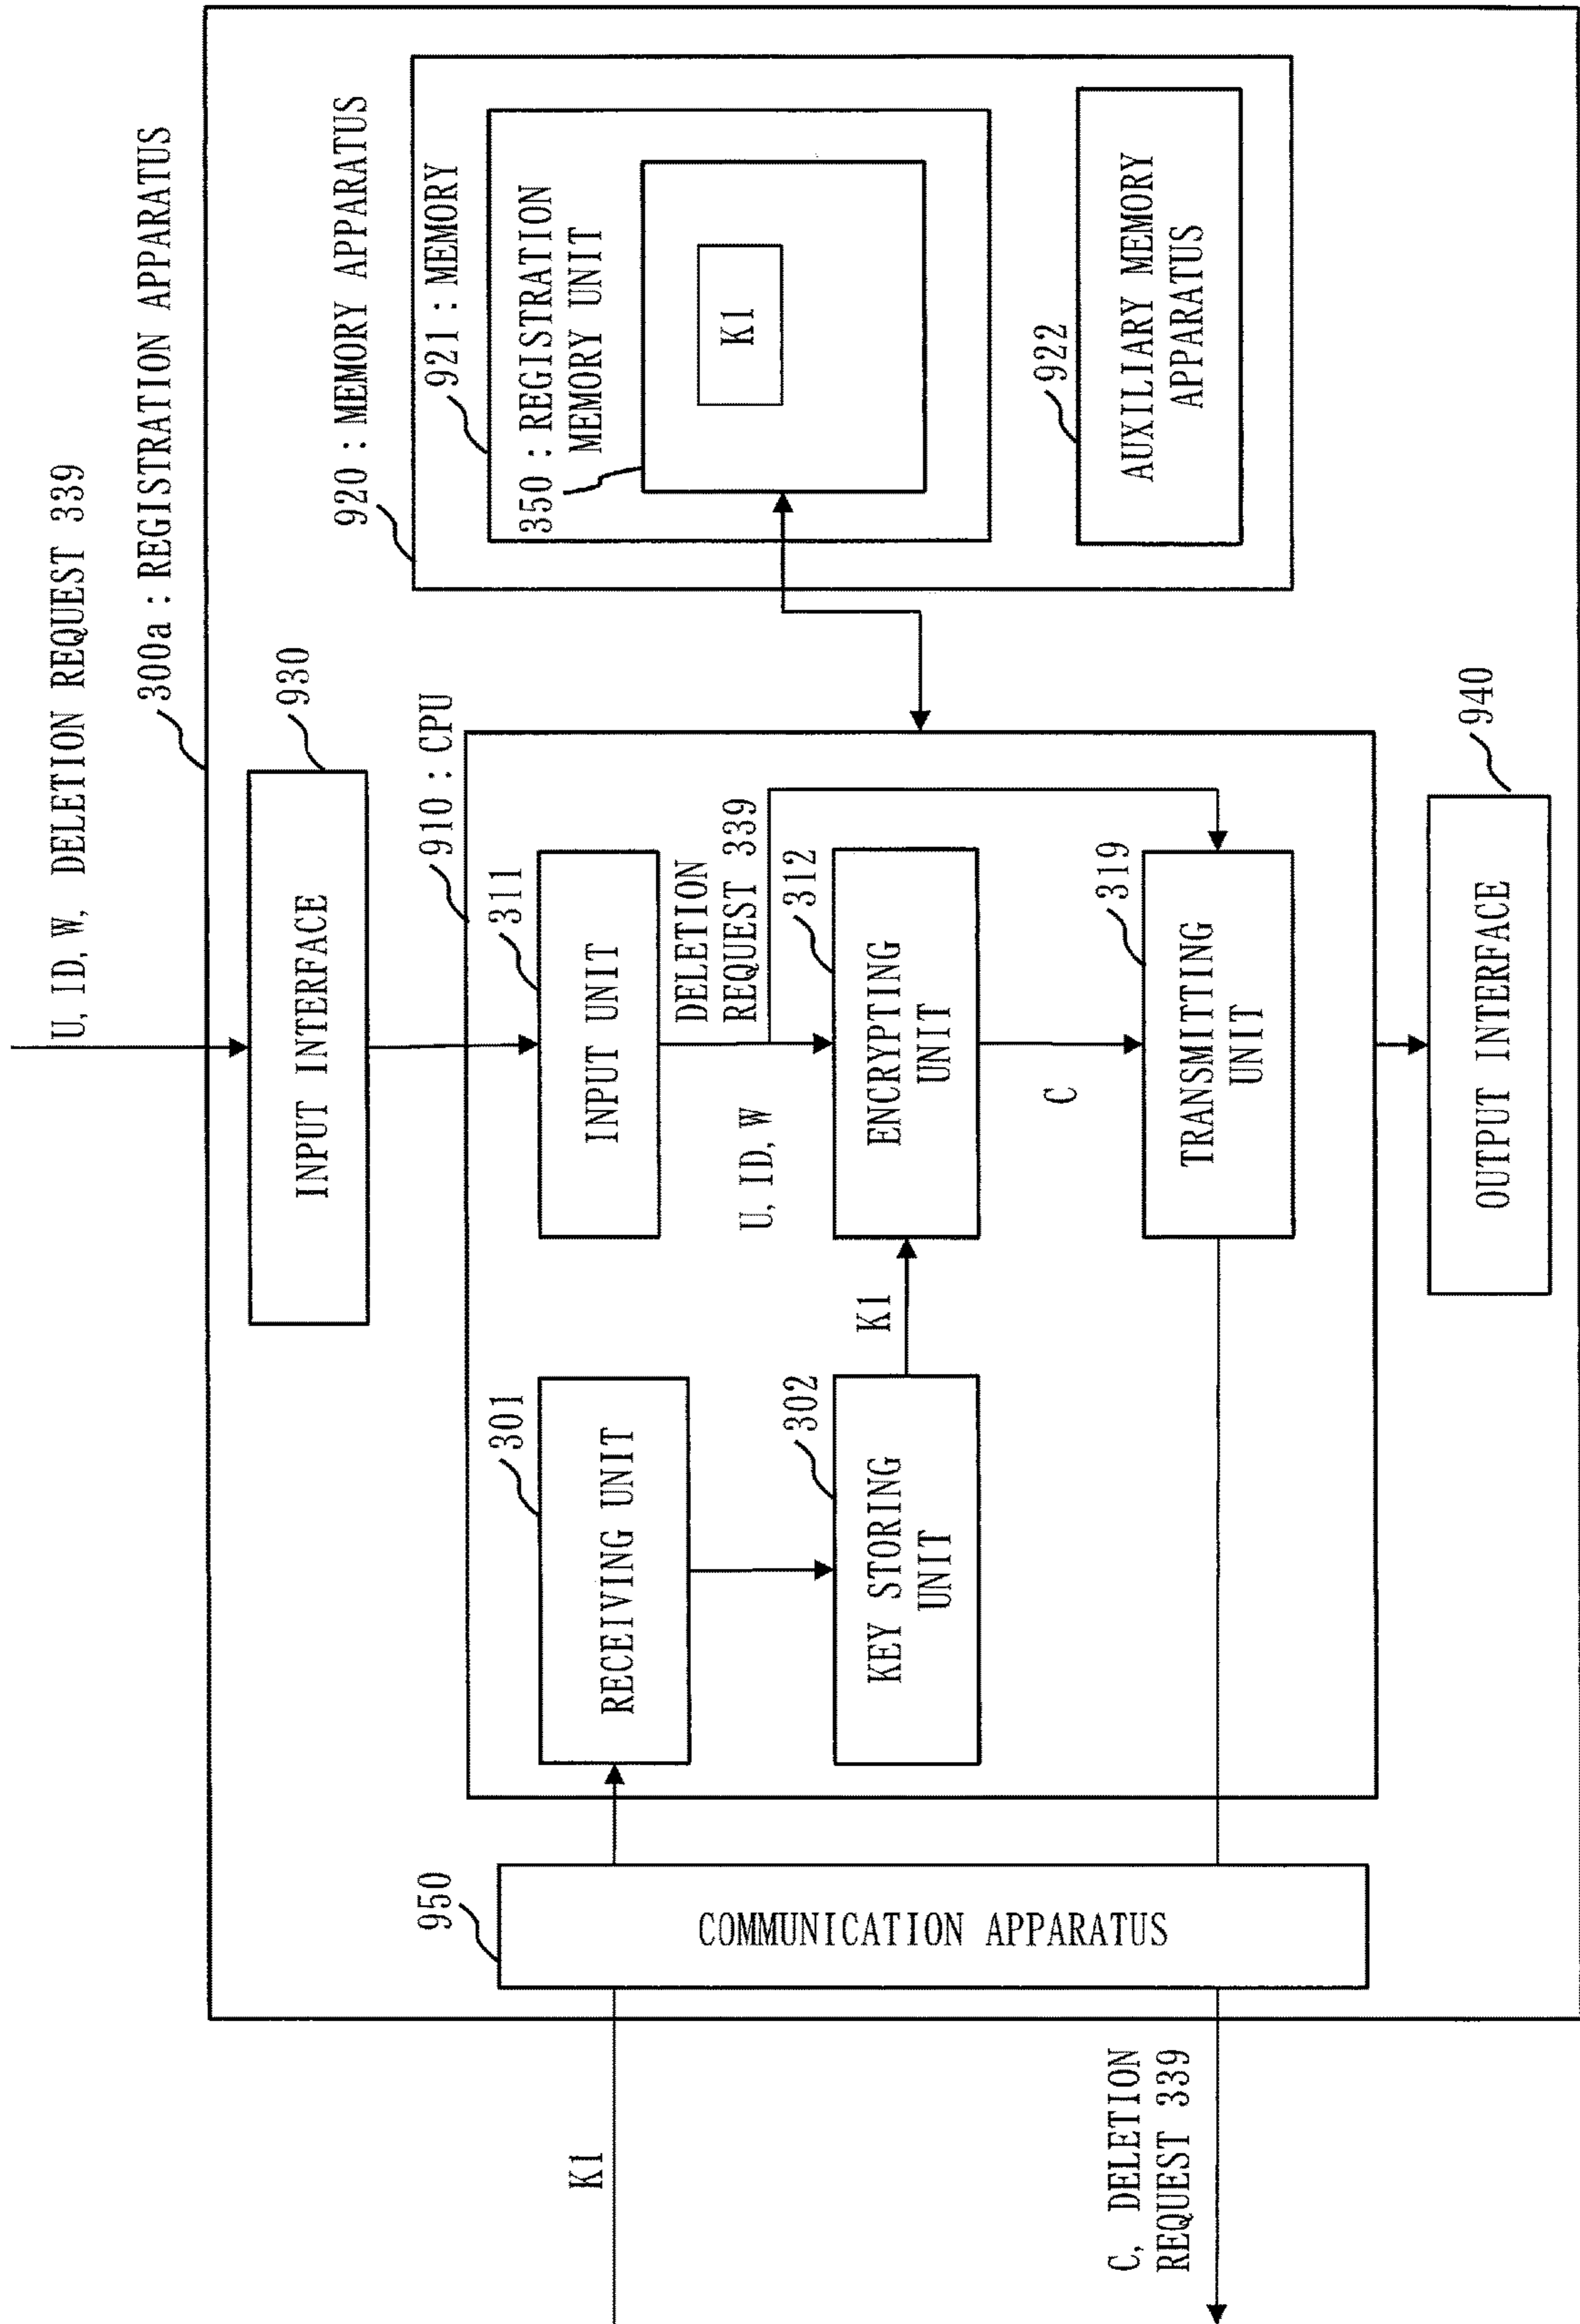 U, ID, W, DELETION REQUEST 339
300a : REGISTRATION APPARATUS
930
INPUT INTERFACE
920 : MEMORY APPARATUS
921 : MEMORY
350 : REGISTRATION
MEMORY UNIT
K1
922
AUXILIARY MEMORY
APPARATUS
910 : CPU
311
INPUT UNIT
DELETION
REQUEST 339
U, ID, W
312
ENCRYPTING
UNIT
C
319
TRANSMITTING
UNIT
301
RECEIVING UNIT
302
KEY STORING
UNIT
K1
940
OUTPUT INTERFACE
950
COMMUNICATION APPARATUS
K1
C, DELETION
REQUEST 339